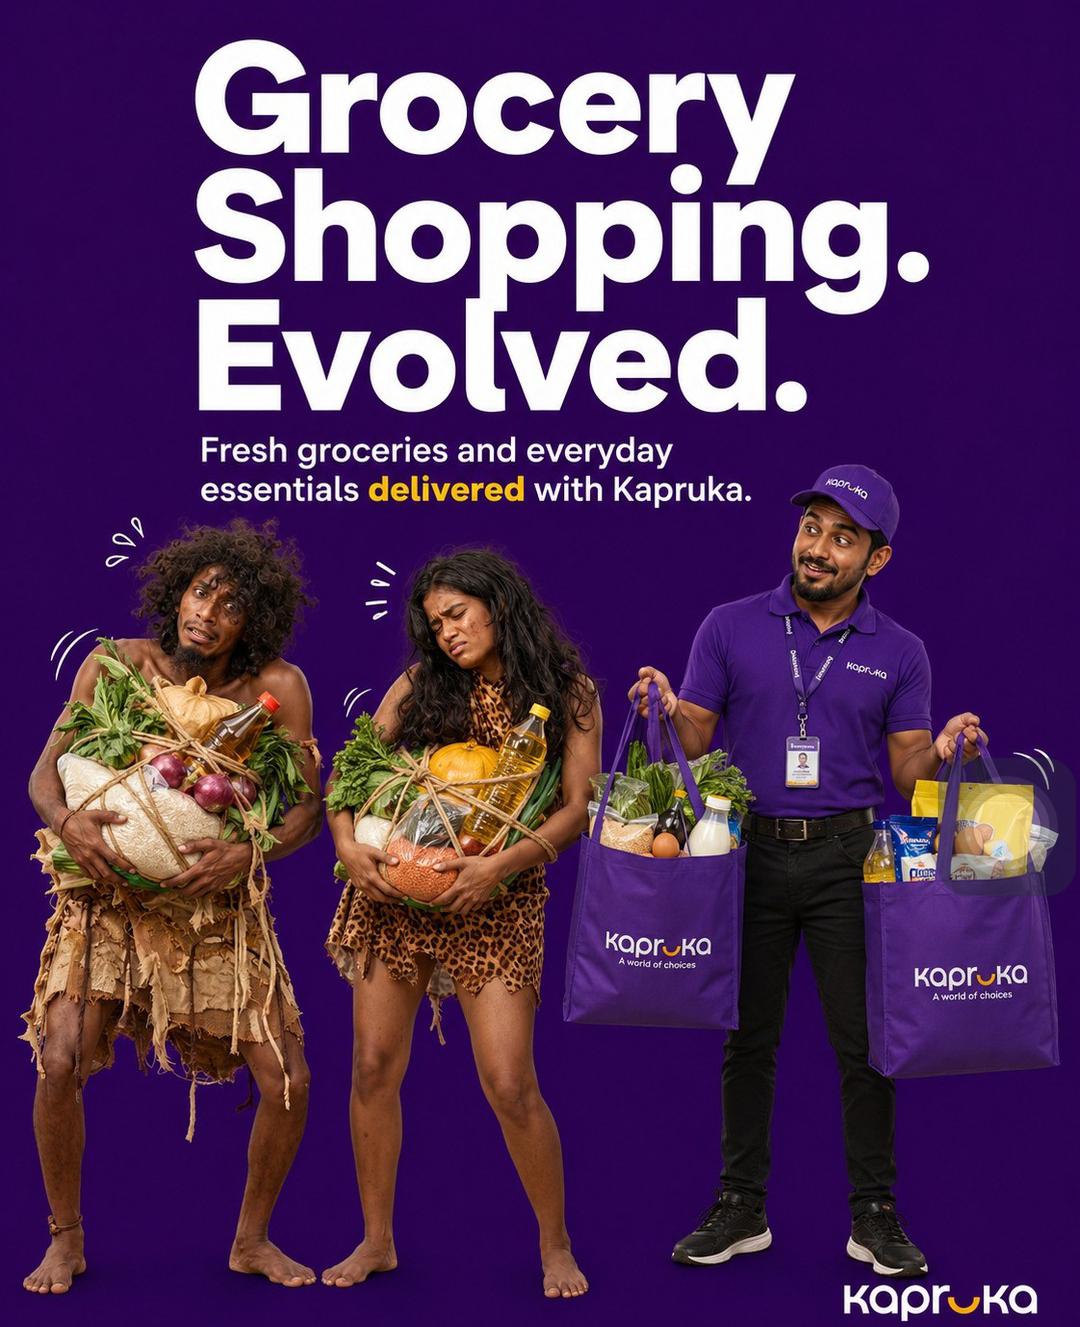 Grocery
Shopping.
Evolved.
Fresh groceries and everyday
essentials delivered with Kapruka.
kapruka
kapruka
kapruka
A world of choices
kapruka
A world of choices
kapruka